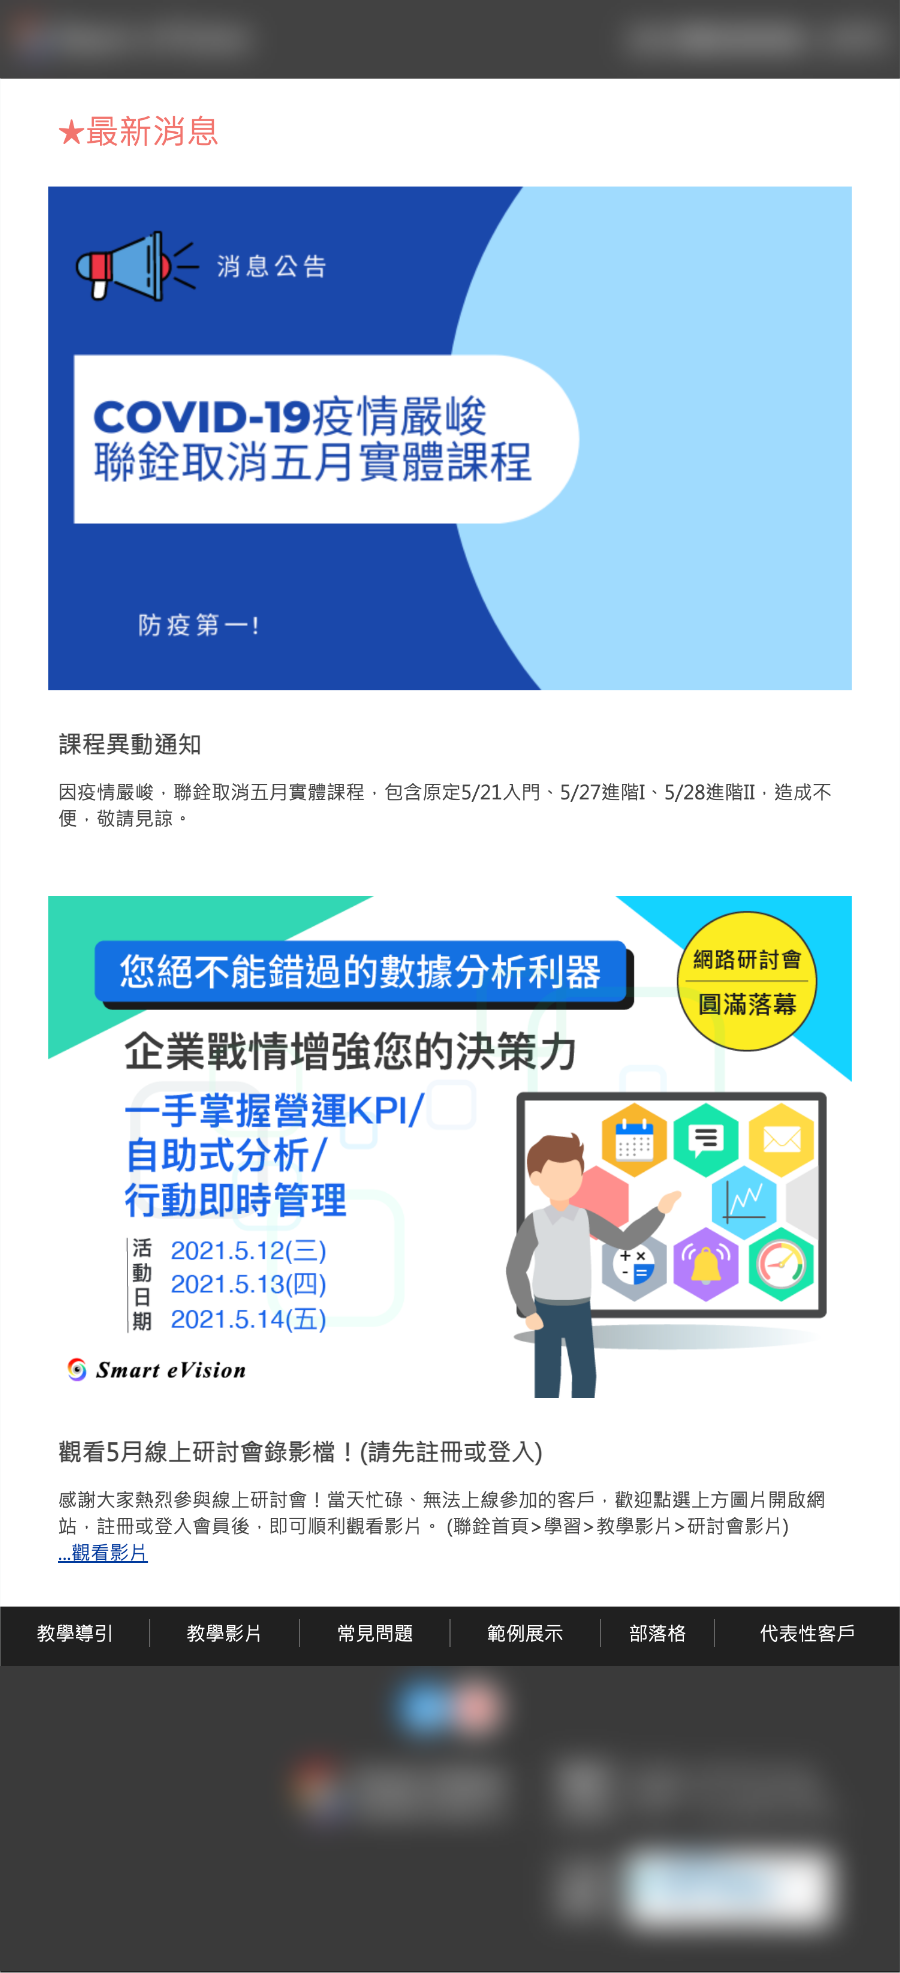 ★最新消息
消息公告
COVID-19疫情嚴峻
聯銓取消五月實體課程
防疫第一!
課程異動通知
因疫情嚴峻，聯銓取消五月實體課程，包含原定5/21入門、5/27進階I、5/28進階II，造成不
便，敬請見諒。
您絕不能錯過的數據分析利器
網路研討會
圓滿落幕
企業戰情增強您的決策力
一手掌握營運KPI/
自助式分析/
行動即時管理
活動日期
2021.5.12(三)
2021.5.13(四)
2021.5.14(五)
Smart eVision
觀看5月線上研討會錄影檔！(請先註冊或登入)
感謝大家熱烈參與線上研討會！當天忙碌、無法上線參加的客戶，歡迎點選上方圖片開啟網
站，註冊或登入會員後，即可順利觀看影片。 (聯銓首頁>學習>教學影片>研討會影片)
...觀看影片
教學導引 教學影片 常見問題 範例展示 部落格 代表性客戶